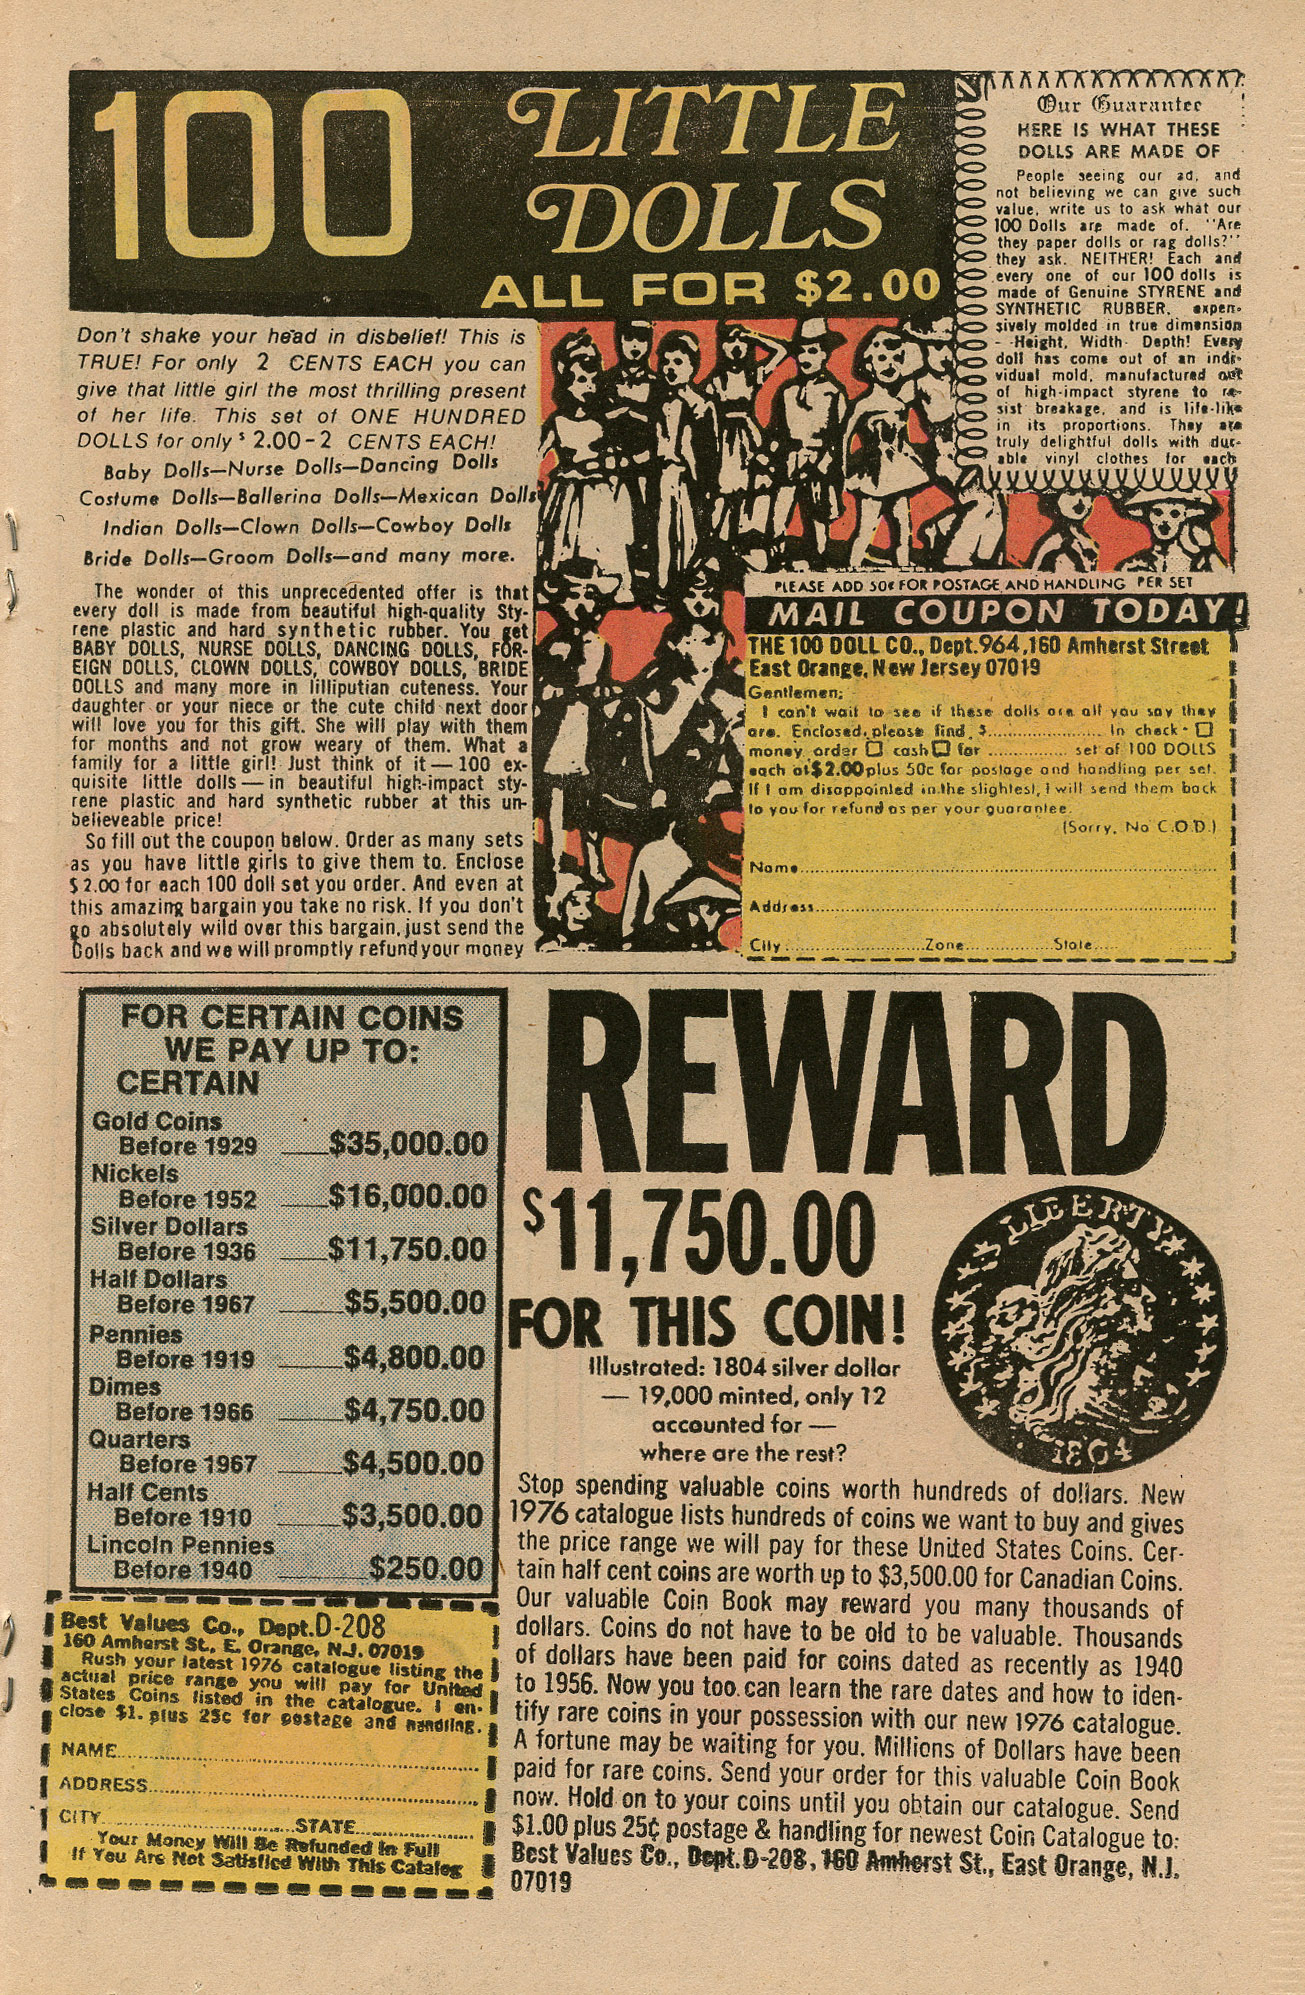 100 LITTLE
DOLLS
ALL FOR $2.00
Don't shake your head in disbelief! This is
TRUE! For only 2 CENTS EACH you can
give that little girl the most thrilling present
of her life. This set of ONE HUNDRED
DOLLS for only $2.00-2 CENTS EACH!
Baby Dolls—Nurse Dolls—Dancing Dolls
Costume Dolls—Ballerina Dolls—Mexican Dolls
Indian Dolls—Clown Dolls—Cowboy Dolls
Bride Dolls—Groom Dolls—and many more.
The wonder of this unprecedented offer is that
every doll is made from beautiful high-quality Sty-
rene plastic and hard synthetic rubber. You get
BABY DOLLS, NURSE DOLLS, DANCING DOLLS, FOR-
EIGN DOLLS, CLOWN DOLLS, COWBOY DOLLS, BRIDE
DOLLS and many more in lilliputian cuteness. Your
daughter or your niece or the cute child next door
will love you for this gift. She will play with them
for months and not grow weary of them. What a
family for a little girl! Just think of it — 100 ex-
quisite little dolls — in beautiful high-impact sty-
rene plastic and hard synthetic rubber at this un-
believeable price!
So fill out the coupon below. Order as many sets
as you have little girls to give them to. Enclose
$2.00 for each 100 doll set you order. And even at
this amazing bargain you take no risk. If you don't
go absolutely wild over this bargain, just send the
Dolls back and we will promptly refund your money
Our Guarantee
HERE IS WHAT THESE
DOLLS ARE MADE OF
People seeing our ad, and
not believing we can give such
value, write us to ask what our
100 Dolls are made of. "Are
they paper dolls or rag dolls?"
they ask. NEITHER! Each and
every one of our 100 dolls is
made of Genuine STYRENE and
SYNTHETIC RUBBER, expen-
sively molded in true dimension
- Height, Width- Depth! Every
doll has come out of an indi-
vidual mold, manufactured out
of high-impact styrene to re-
sist breakage, and is life-like
in its proportions. They are
truly delightful dolls with dur-
able vinyl clothes for each
PLEASE ADD 50¢ FOR POSTAGE AND HANDLING PER SET
MAIL COUPON TODAY!
THE 100 DOLL CO., Dept. 964, 160 Amherst Street
East Orange, New Jersey 07019
Gentlemen:
I can't wait to see if these dolls are all you say they
are. Enclosed, please find $.......................... In check- □
money order □ cash □ for .................. set of 100 DOLLS
each at $2.00 plus 50c for postage and handling per set.
If I am disappointed in the slightest, I will send them back
to you for refund as per your guarantee.
(Sorry, No C.O.D.)
Name..........
Address..........
City..........Zone..........State.....
FOR CERTAIN COINS
WE PAY UP TO:
CERTAIN
Gold Coins
Before 1929 ____$35,000.00
Nickels
Before 1952 ____$16,000.00
Silver Dollars
Before 1936 ____$11,750.00
Half Dollars
Before 1967 ____$5,500.00
Pennies
Before 1919 ____$4,800.00
Dimes
Before 1966 ____$4,750.00
Quarters
Before 1967 ____$4,500.00
Half Cents
Before 1910 ____$3,500.00
Lincoln Pennies
Before 1940 ____$250.00
Best Values Co., Dept. D-208
160 Amherst St., E. Orange, N.J. 07019
Rush your latest 1976 catalogue listing the
actual price range you will pay for United
States Coins listed in the catalogue. I en-
close $1. plus 25c for postage and handling.
NAME..........
ADDRESS..........
CITY..........STATE..........
Your Money Will Be Refunded In Full
If You Are Not Satisfied With This Catalog
REWARD
$11,750.00
FOR THIS COIN!
Illustrated: 1804 silver dollar
— 19,000 minted, only 12
accounted for —
where are the rest?
LIBERTY
1804
Stop spending valuable coins worth hundreds of dollars. New
1976 catalogue lists hundreds of coins we want to buy and gives
the price range we will pay for these United States Coins. Cer-
tain half cent coins are worth up to $3,500.00 for Canadian Coins.
Our valuable Coin Book may reward you many thousands of
dollars. Coins do not have to be old to be valuable. Thousands
of dollars have been paid for coins dated as recently as 1940
to 1956. Now you too can learn the rare dates and how to iden-
tify rare coins in your possession with our new 1976 catalogue.
A fortune may be waiting for you. Millions of Dollars have been
paid for rare coins. Send your order for this valuable Coin Book
now. Hold on to your coins until you obtain our catalogue. Send
$1.00 plus 25¢ postage & handling for newest Coin Catalogue to:
Best Values Co., Dept. D-208, 160 Amherst St., East Orange, N.J.
07019